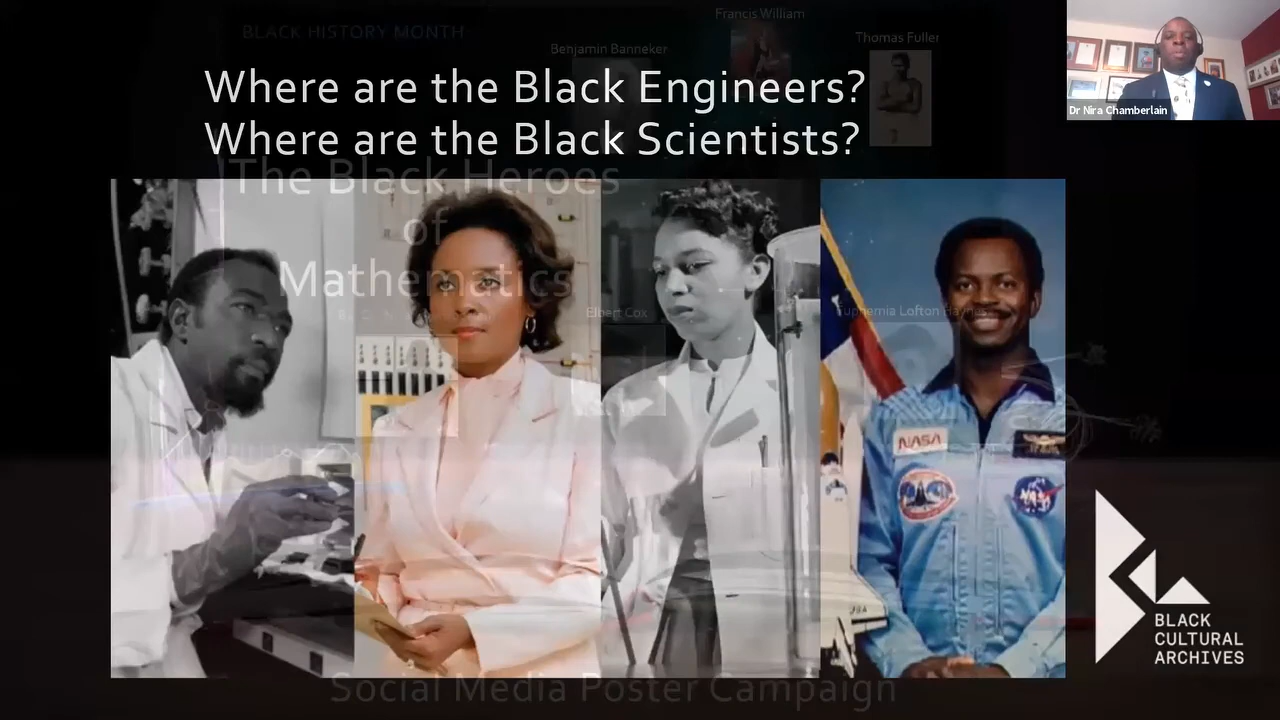 BLACK HISTORY MONTH
Francis William
Benjamin Banneker
Thomas Fuller
Where are the Black Engineers?
Where are the Black Scientists?
Dr Nira Chamberlain
The Black Heroes
of
Mathematics
Elbert Cox
Euphemia Lofton Haynes
NASA
NASA
USA
BLACK
CULTURAL
ARCHIVES
Social Media Poster Campaign